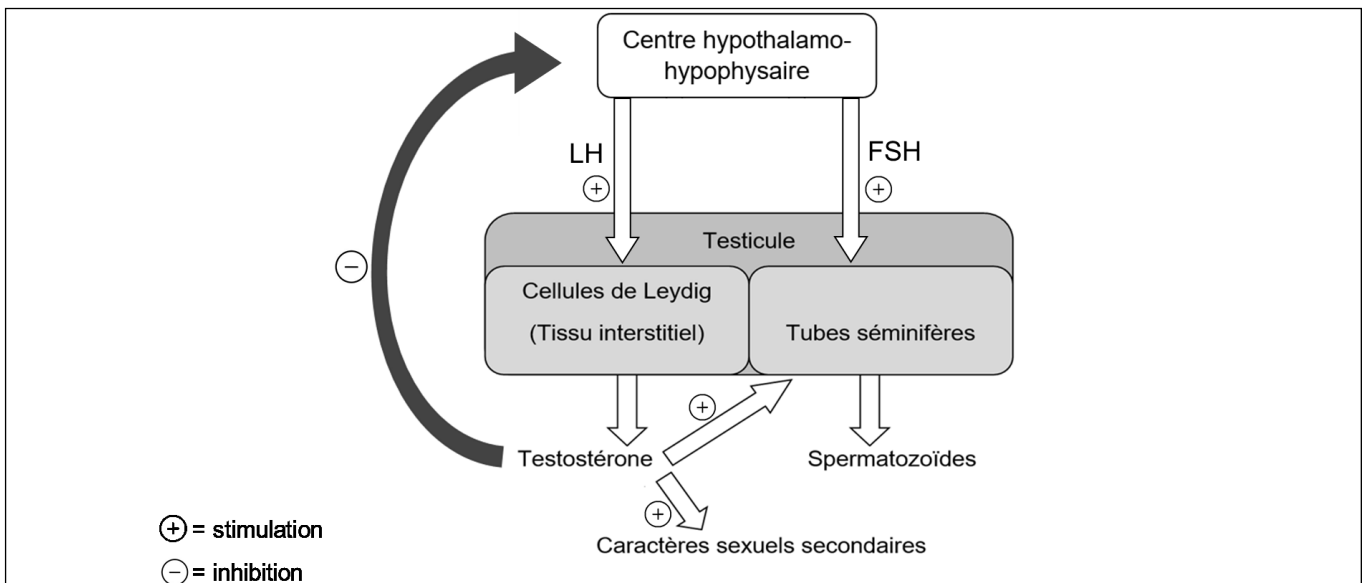 Centre hypothalamo-
hypophysaire
LH
FSH
+
+
Testicule
−
Cellules de Leydig
(Tissu interstitiel)
Tubes séminifères
+
Testostérone
Spermatozoïdes
+
Caractères sexuels secondaires
+ = stimulation
− = inhibition